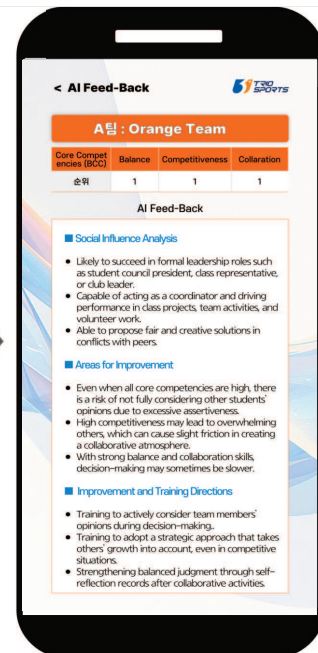 < AI Feed-Back
TRIO
SPORTS
A팀 : Orange Team
Core Compet
encies (BCC)
Balance
Competitiveness
Collaration
순위
1
1
1
AI Feed-Back
■ Social Influence Analysis
● Likely to succeed in formal leadership roles such
as student council president, class representative,
or club leader.
● Capable of acting as a coordinator and driving
performance in class projects, team activities, and
volunteer work.
● Able to propose fair and creative solutions in
conflicts with peers.
■ Areas for Improvement
● Even when all core competencies are high, there
is a risk of not fully considering other students'
opinions due to excessive assertiveness.
● High competitiveness may lead to overwhelming
others, which can cause slight friction in creating
a collaborative atmosphere.
● With strong balance and collaboration skills,
decision-making may sometimes be slower.
■ Improvement and Training Directions
● Training to actively consider team members'
opinions during decision-making..
● Training to adopt a strategic approach that takes
others' growth into account, even in competitive
situations.
● Strengthening balanced judgment through self-
reflection records after collaborative activities.